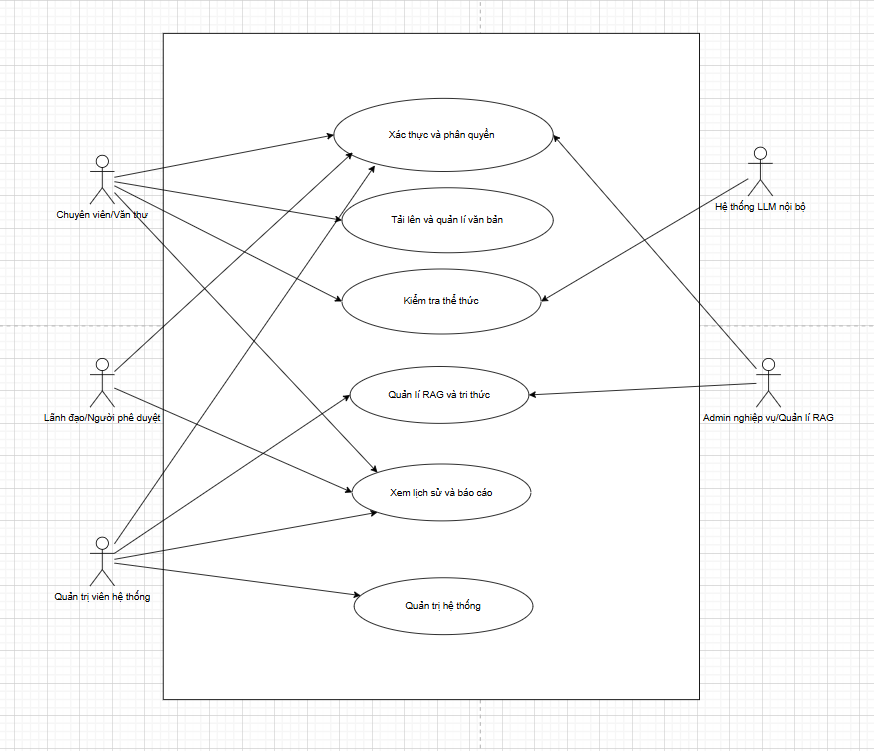 Xác thực và phân quyền
Chuyên viên/Văn thư
Hệ thống LLM nội bộ
Tải lên và quản lí văn bản
Kiểm tra thể thức
Quản lí RAG và tri thức
Lãnh đạo/Người phê duyệt
Admin nghiệp vụ/Quản lí RAG
Xem lịch sử và báo cáo
Quản trị viên hệ thống
Quản trị hệ thống